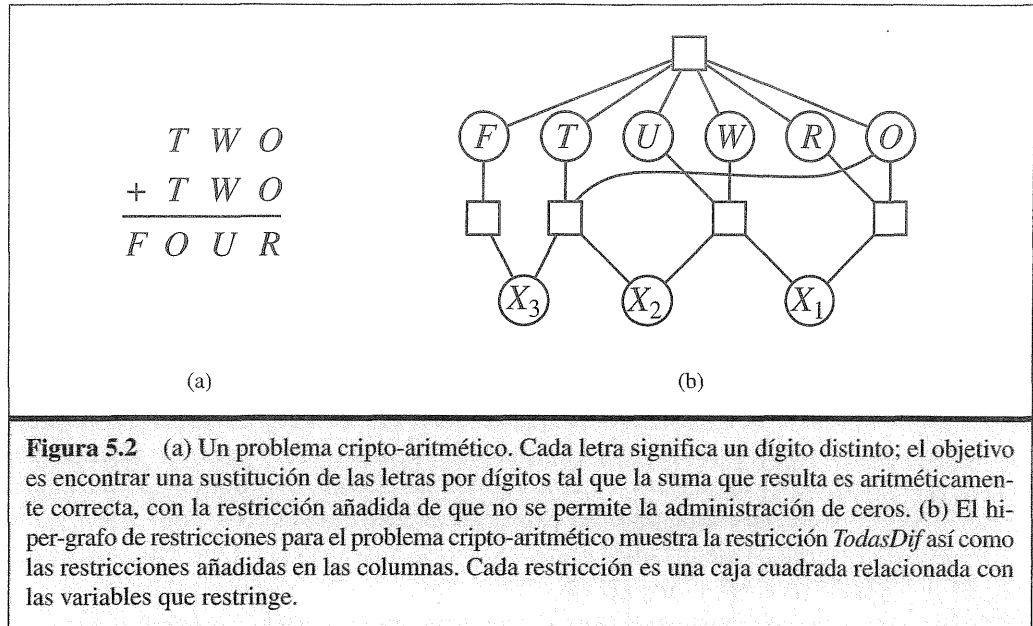 T W O
+ T W O
F O U R
(a)
F T U W R O
X3 X2 X1
(b)
Figura 5.2 (a) Un problema cripto-aritmético. Cada letra significa un dígito distinto; el objetivo
es encontrar una sustitución de las letras por dígitos tal que la suma que resulta es aritméticamen-
te correcta, con la restricción añadida de que no se permite la administración de ceros. (b) El hi-
per-grafo de restricciones para el problema cripto-aritmético muestra la restricción TodasDif así como
las restricciones añadidas en las columnas. Cada restricción es una caja cuadrada relacionada con
las variables que restringe.